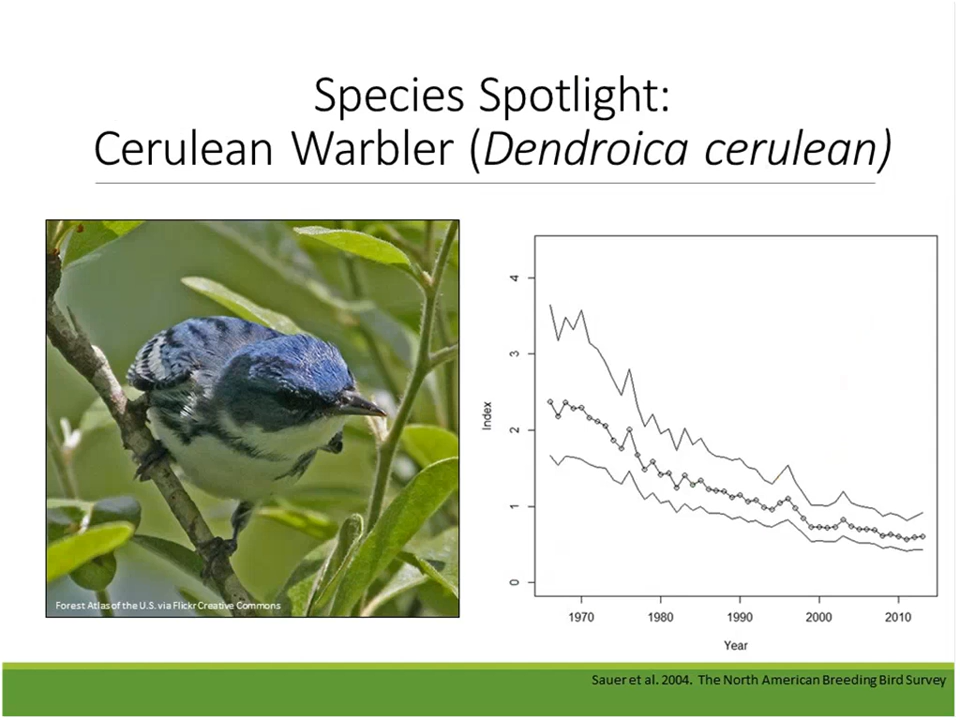 Species Spotlight:
Cerulean Warbler (Dendroica cerulean)
Forest Atlas of the U.S. via Flickr Creative Commons
4
3
2
1
0
Index
1970 1980 1990 2000 2010
Year
Sauer et al. 2004. The North American Breeding Bird Survey